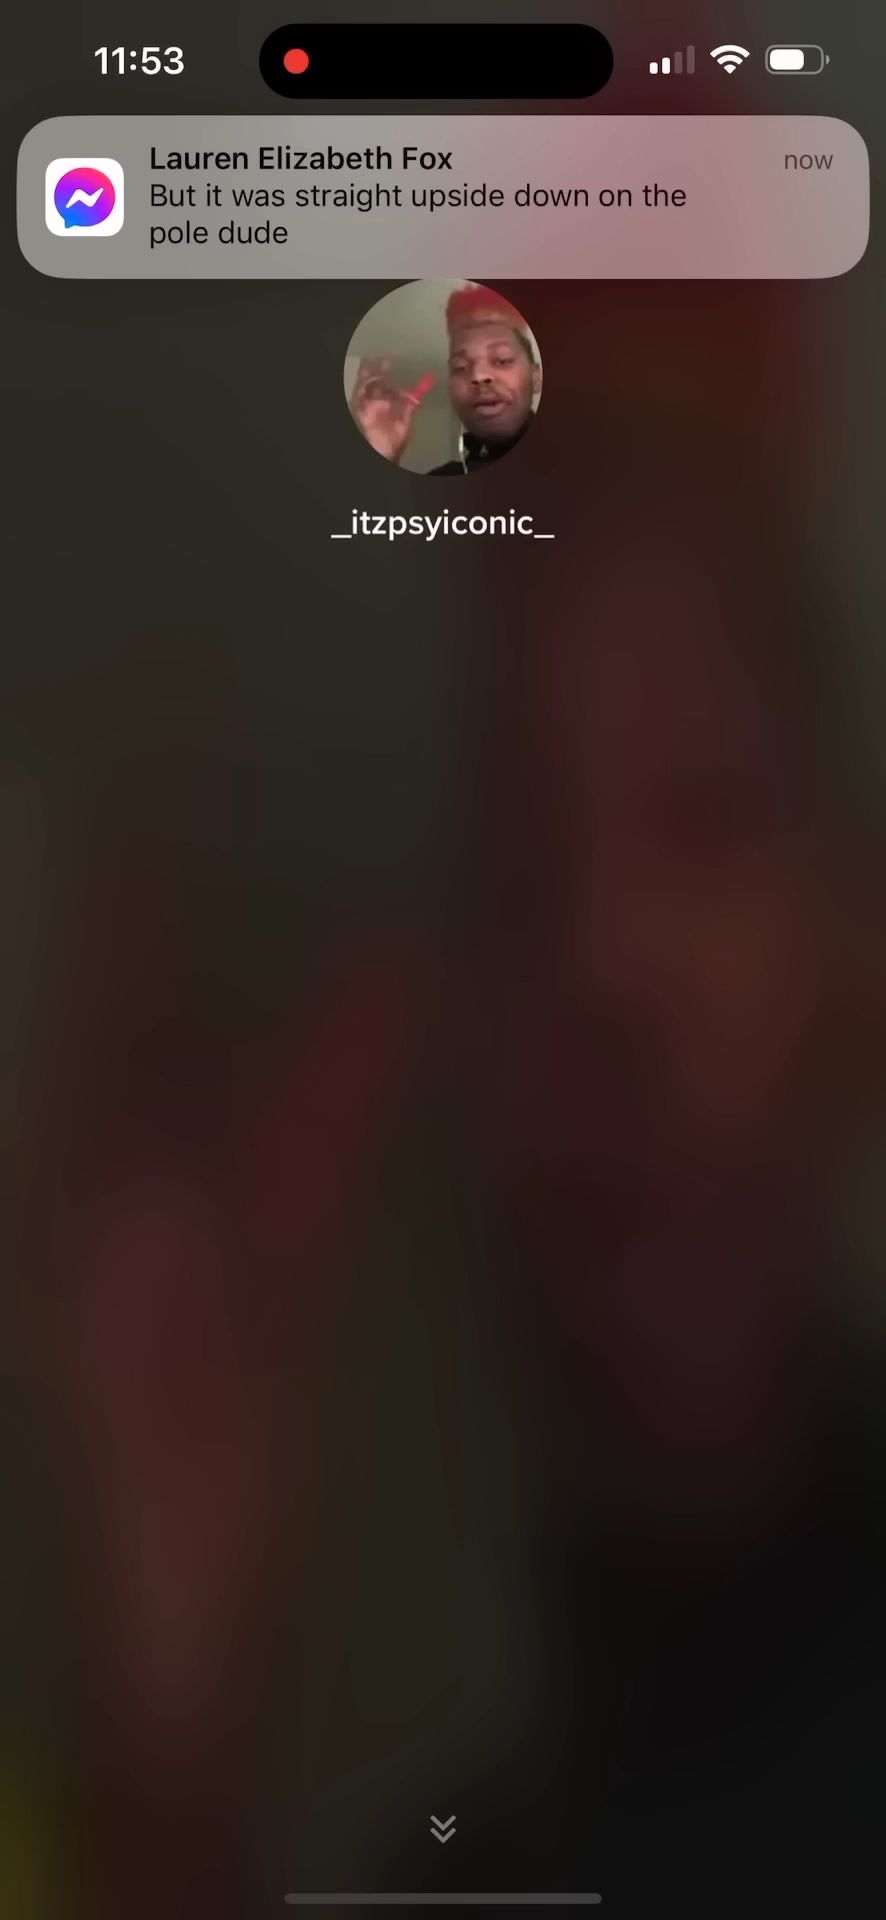 11:53
Lauren Elizabeth Fox
now
But it was straight upside down on the
pole dude
_itzpsyiconic_